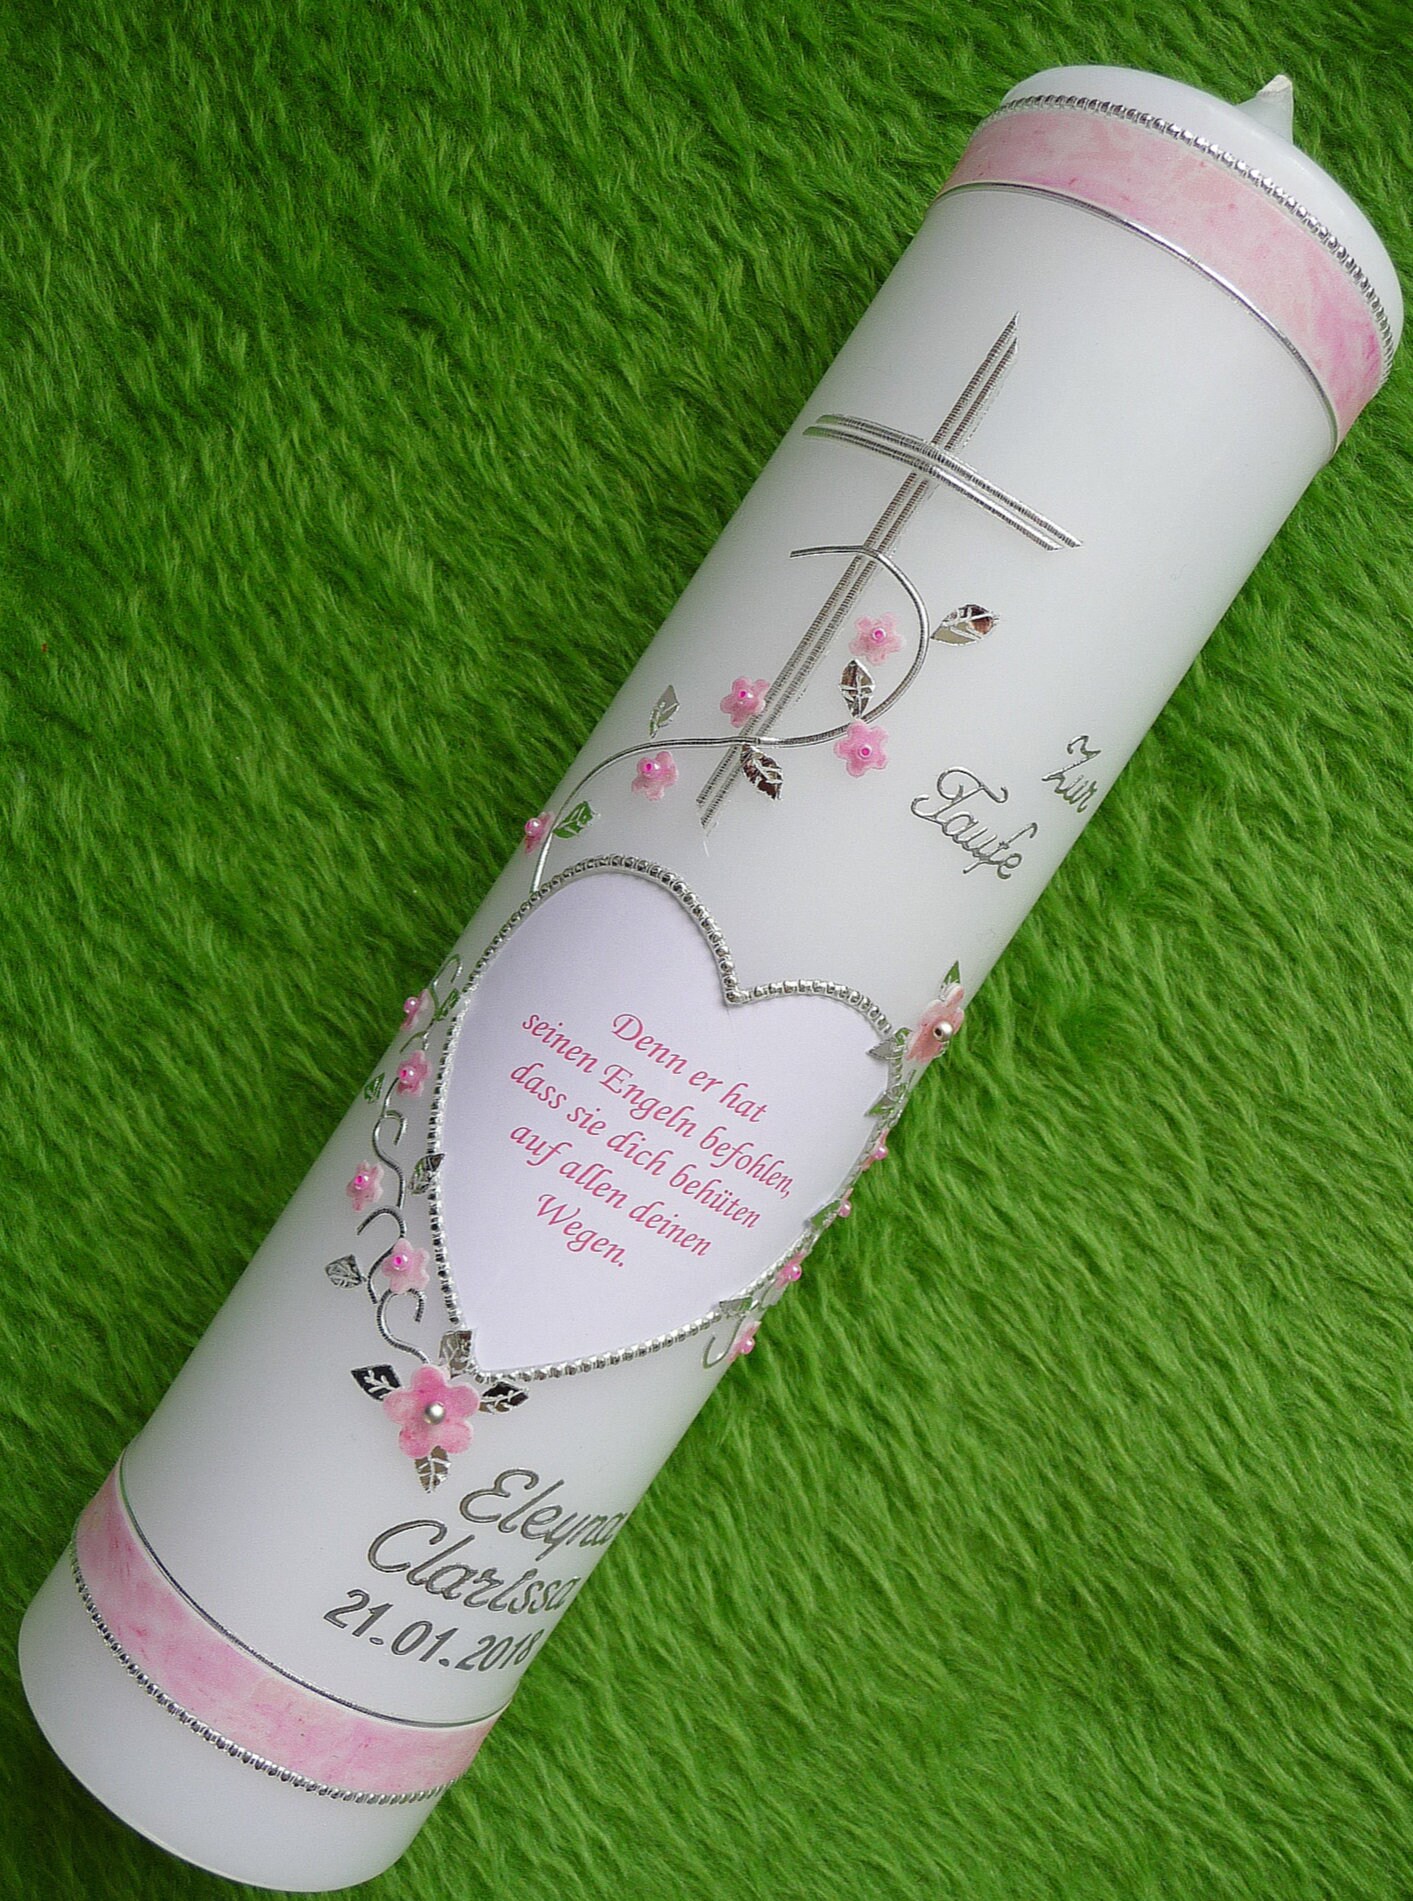 Zur
Taufe
Denn er hat
seinen Engeln befohlen,
dass sie dich behüten
auf allen deinen
Wegen.
Eleyna
Clarissa
21.01.2018